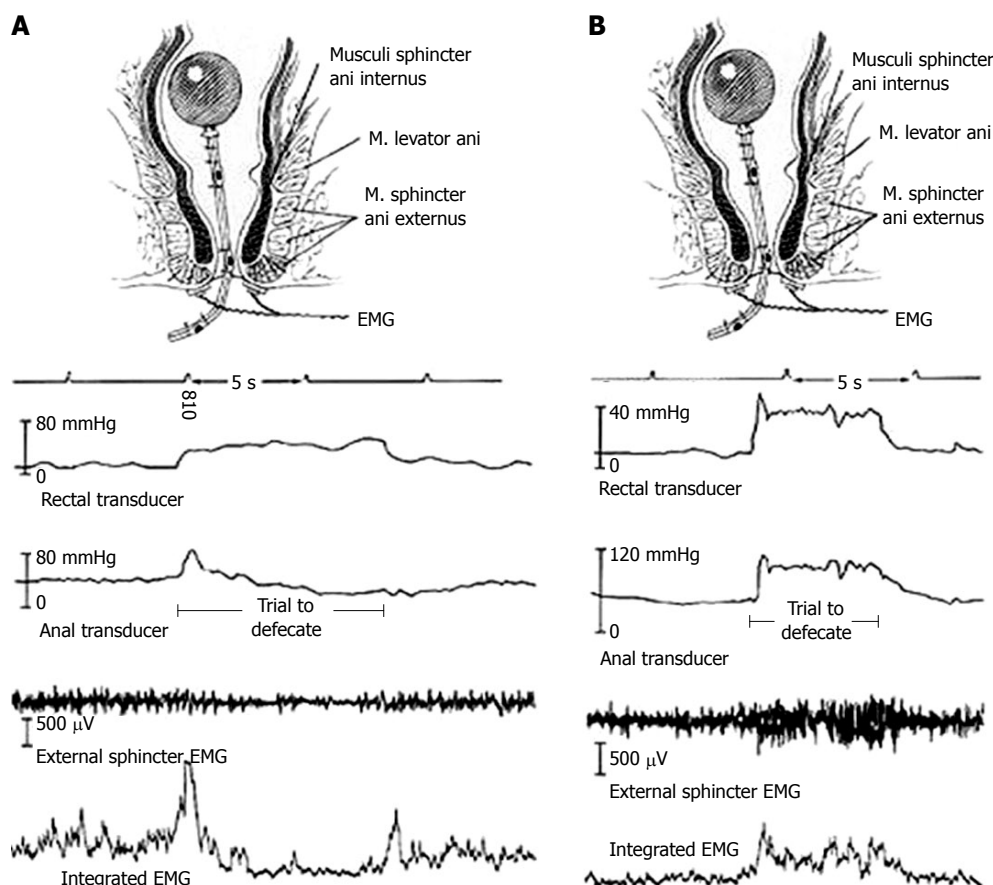 A
Musculi sphincter
ani internus
M. levator ani
M. sphincter
ani externus
EMG
5 s
810
80 mmHg
0
Rectal transducer
80 mmHg
0
Anal transducer
Trial to
defecate
500 μV
External sphincter EMG
Integrated EMG
B
Musculi sphincter
ani internus
M. levator ani
M. sphincter
ani externus
EMG
5 s
40 mmHg
0
Rectal transducer
120 mmHg
0
Anal transducer
Trial to
defecate
500 μV
External sphincter EMG
Integrated EMG